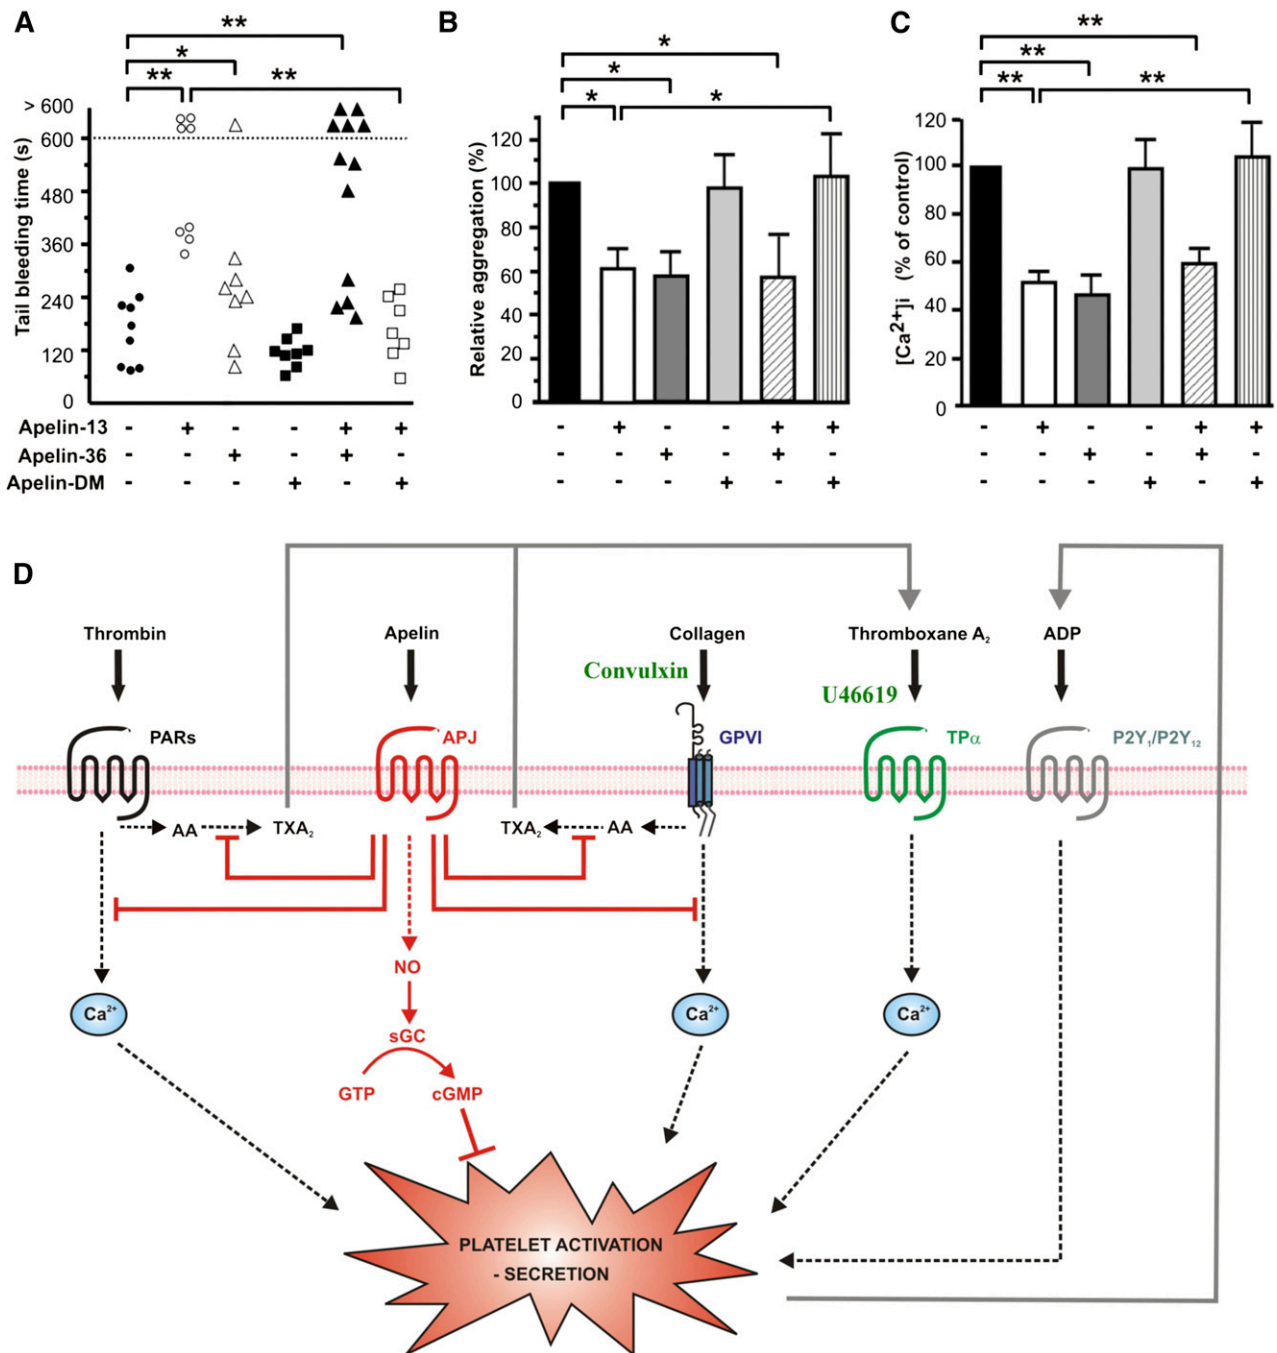 A
B
C
**
*
**
**
*
*
*
*
**
**
**
**
Tail bleeding time (s)
> 600
600
480
360
240
120
0
Relative aggregation (%)
120
100
80
60
40
20
0
[Ca2+]i (% of control)
120
100
80
60
40
20
0
Apelin-13 - + - - + + - + - - + + - + - - + +
Apelin-36 - - + - + - - - + - + - - - + - + -
Apelin-DM - - - + - + - - - + - + - - - + - +
D
Thrombin
Apelin
Collagen
Thromboxane A2
ADP
Convulxin
U46619
PARs
APJ
GPVI
TPα
P2Y1/P2Y12
AA
TXA2
TXA2
AA
NO
sGC
GTP
cGMP
Ca2+
Ca2+
Ca2+
PLATELET ACTIVATION
- SECRETION